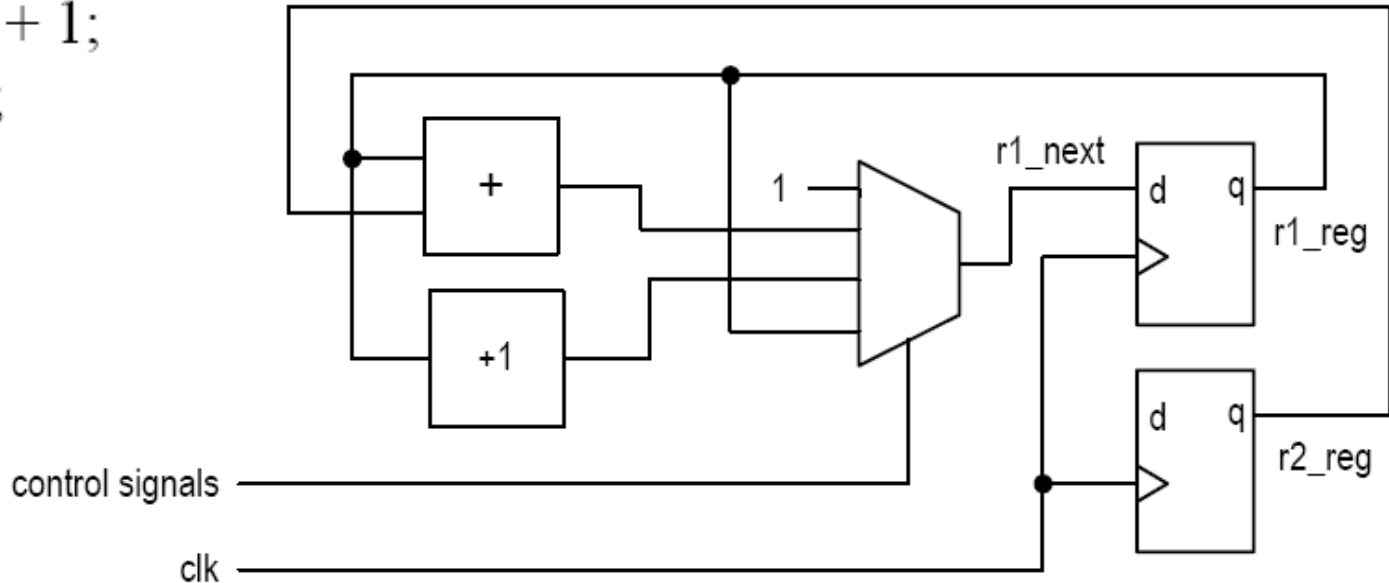 + 1;
;
r1_next
+
1
d
q
r1_reg
+1
d
q
r2_reg
control signals
clk